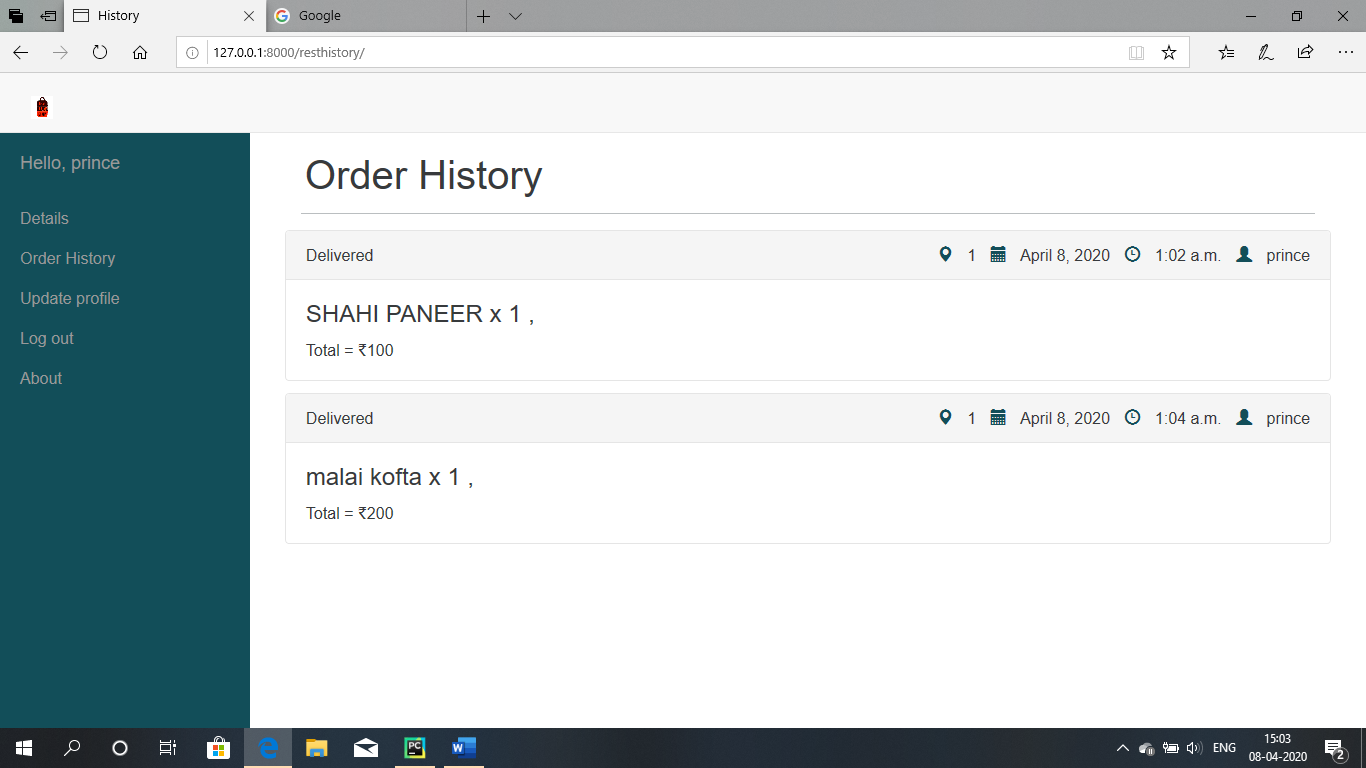 History
Google
127.0.0.1:8000/resthistory/
Hello, prince
Details
Order History
Update profile
Log out
About
Order History
Delivered 1 April 8, 2020 1:02 a.m. prince
SHAHI PANEER x 1 ,
Total = ₹100
Delivered 1 April 8, 2020 1:04 a.m. prince
malai kofta x 1 ,
Total = ₹200
PC
W
ENG
15:03
08-04-2020
2